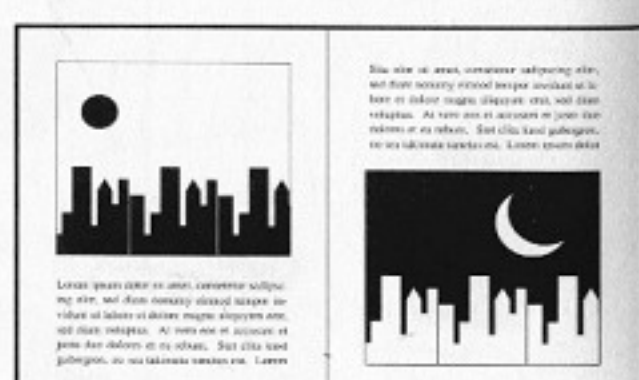 Lorem ipsum dolor sit amet, consetetur sadipsc-
ing elitr, sed diam nonumy eirmod tempor in-
vidunt ut labore et dolore magna aliquyam erat,
sed diam voluptua. At vero eos et accusam et
justo duo dolores et ea rebum. Stet clita kasd
gubergren, no sea takimata sanctus est. Lorem
sit amet, consetetur sadipscing elitr,
sed diam nonumy eirmod tempor invidunt ut la-
bore et dolore magna aliquyam erat, sed diam
voluptua. At vero eos et accusam et justo duo
dolores et ea rebum. Stet clita kasd gubergren,
no sea takimata sanctus est. Lorem ipsum dolor